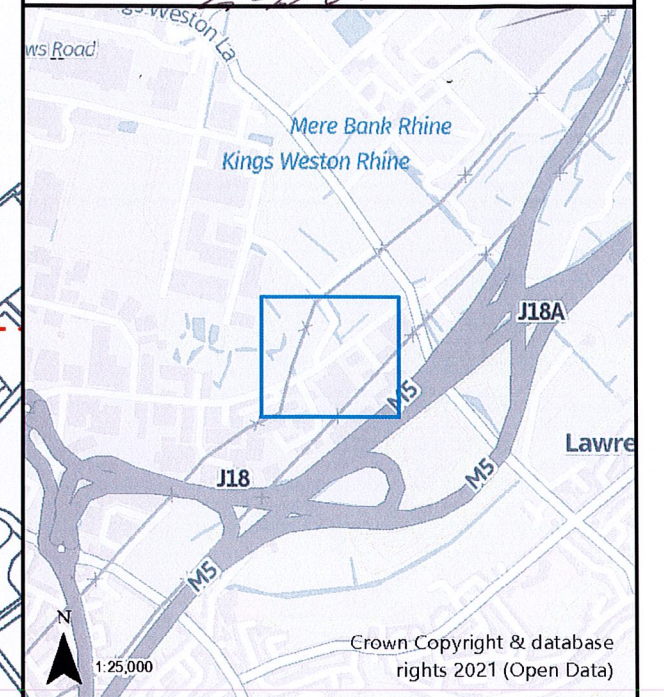 gs Weston La
ws Road
Mere Bank Rhine
Kings Weston Rhine
J18A
M5
Lawre
M5
J18
M5
N
1:25,000
Crown Copyright & database
rights 2021 (Open Data)